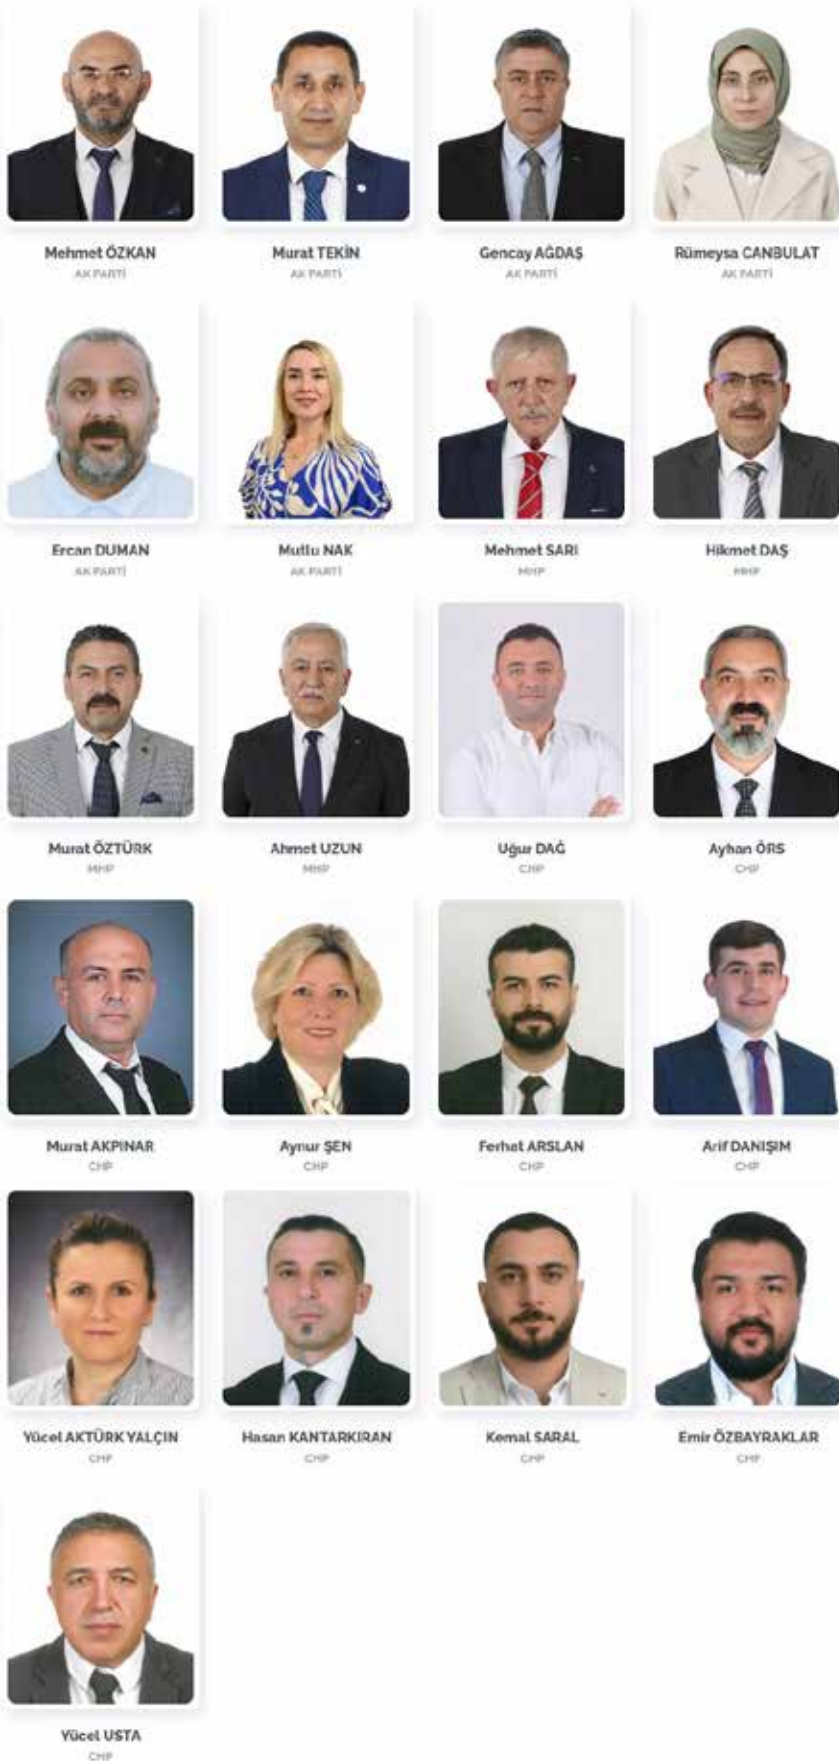 Mehmet ÖZKAN
AK PARTİ
Murat TEKİN
AK PARTİ
Gencay AĞDAŞ
AK PARTİ
Rümeysa CANBULAT
AK PARTİ
Ercan DUMAN
AK PARTİ
Mutlu NAK
AK PARTİ
Mehmet SARI
MHP
Hikmet DAŞ
MHP
Murat ÖZTÜRK
MHP
Ahmet UZUN
MHP
Uğur DAĞ
CHP
Ayhan ÖRS
CHP
Murat AKPINAR
CHP
Aynur ŞEN
CHP
Ferhat ARSLAN
CHP
Arif DANIŞIM
CHP
Yücel AKTÜRK YALÇIN
CHP
Hasan KANTARKIRAN
CHP
Kemal SARAL
CHP
Emir ÖZBAYRAKLAR
CHP
Yücel USTA
CHP